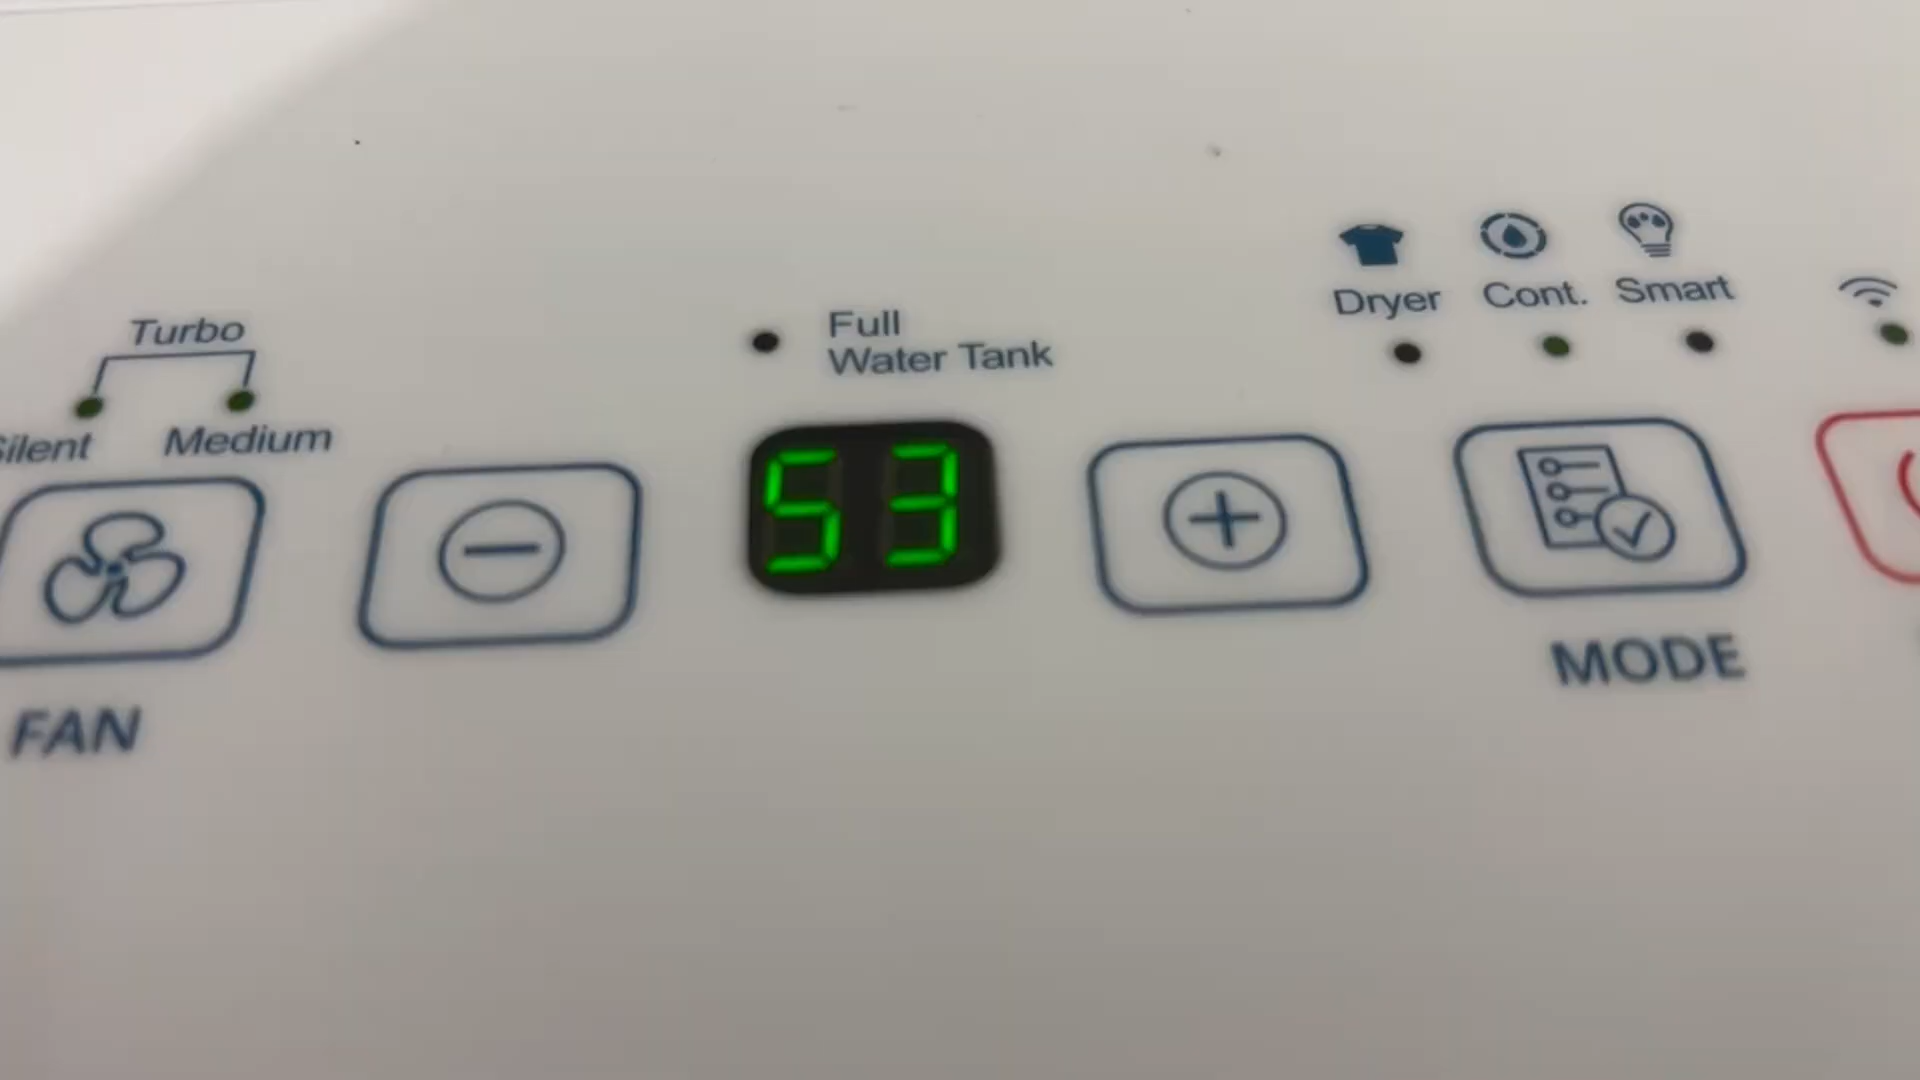 Turbo
Silent
Medium
FAN
Full
Water Tank
53
Dryer
Cont.
Smart
MODE